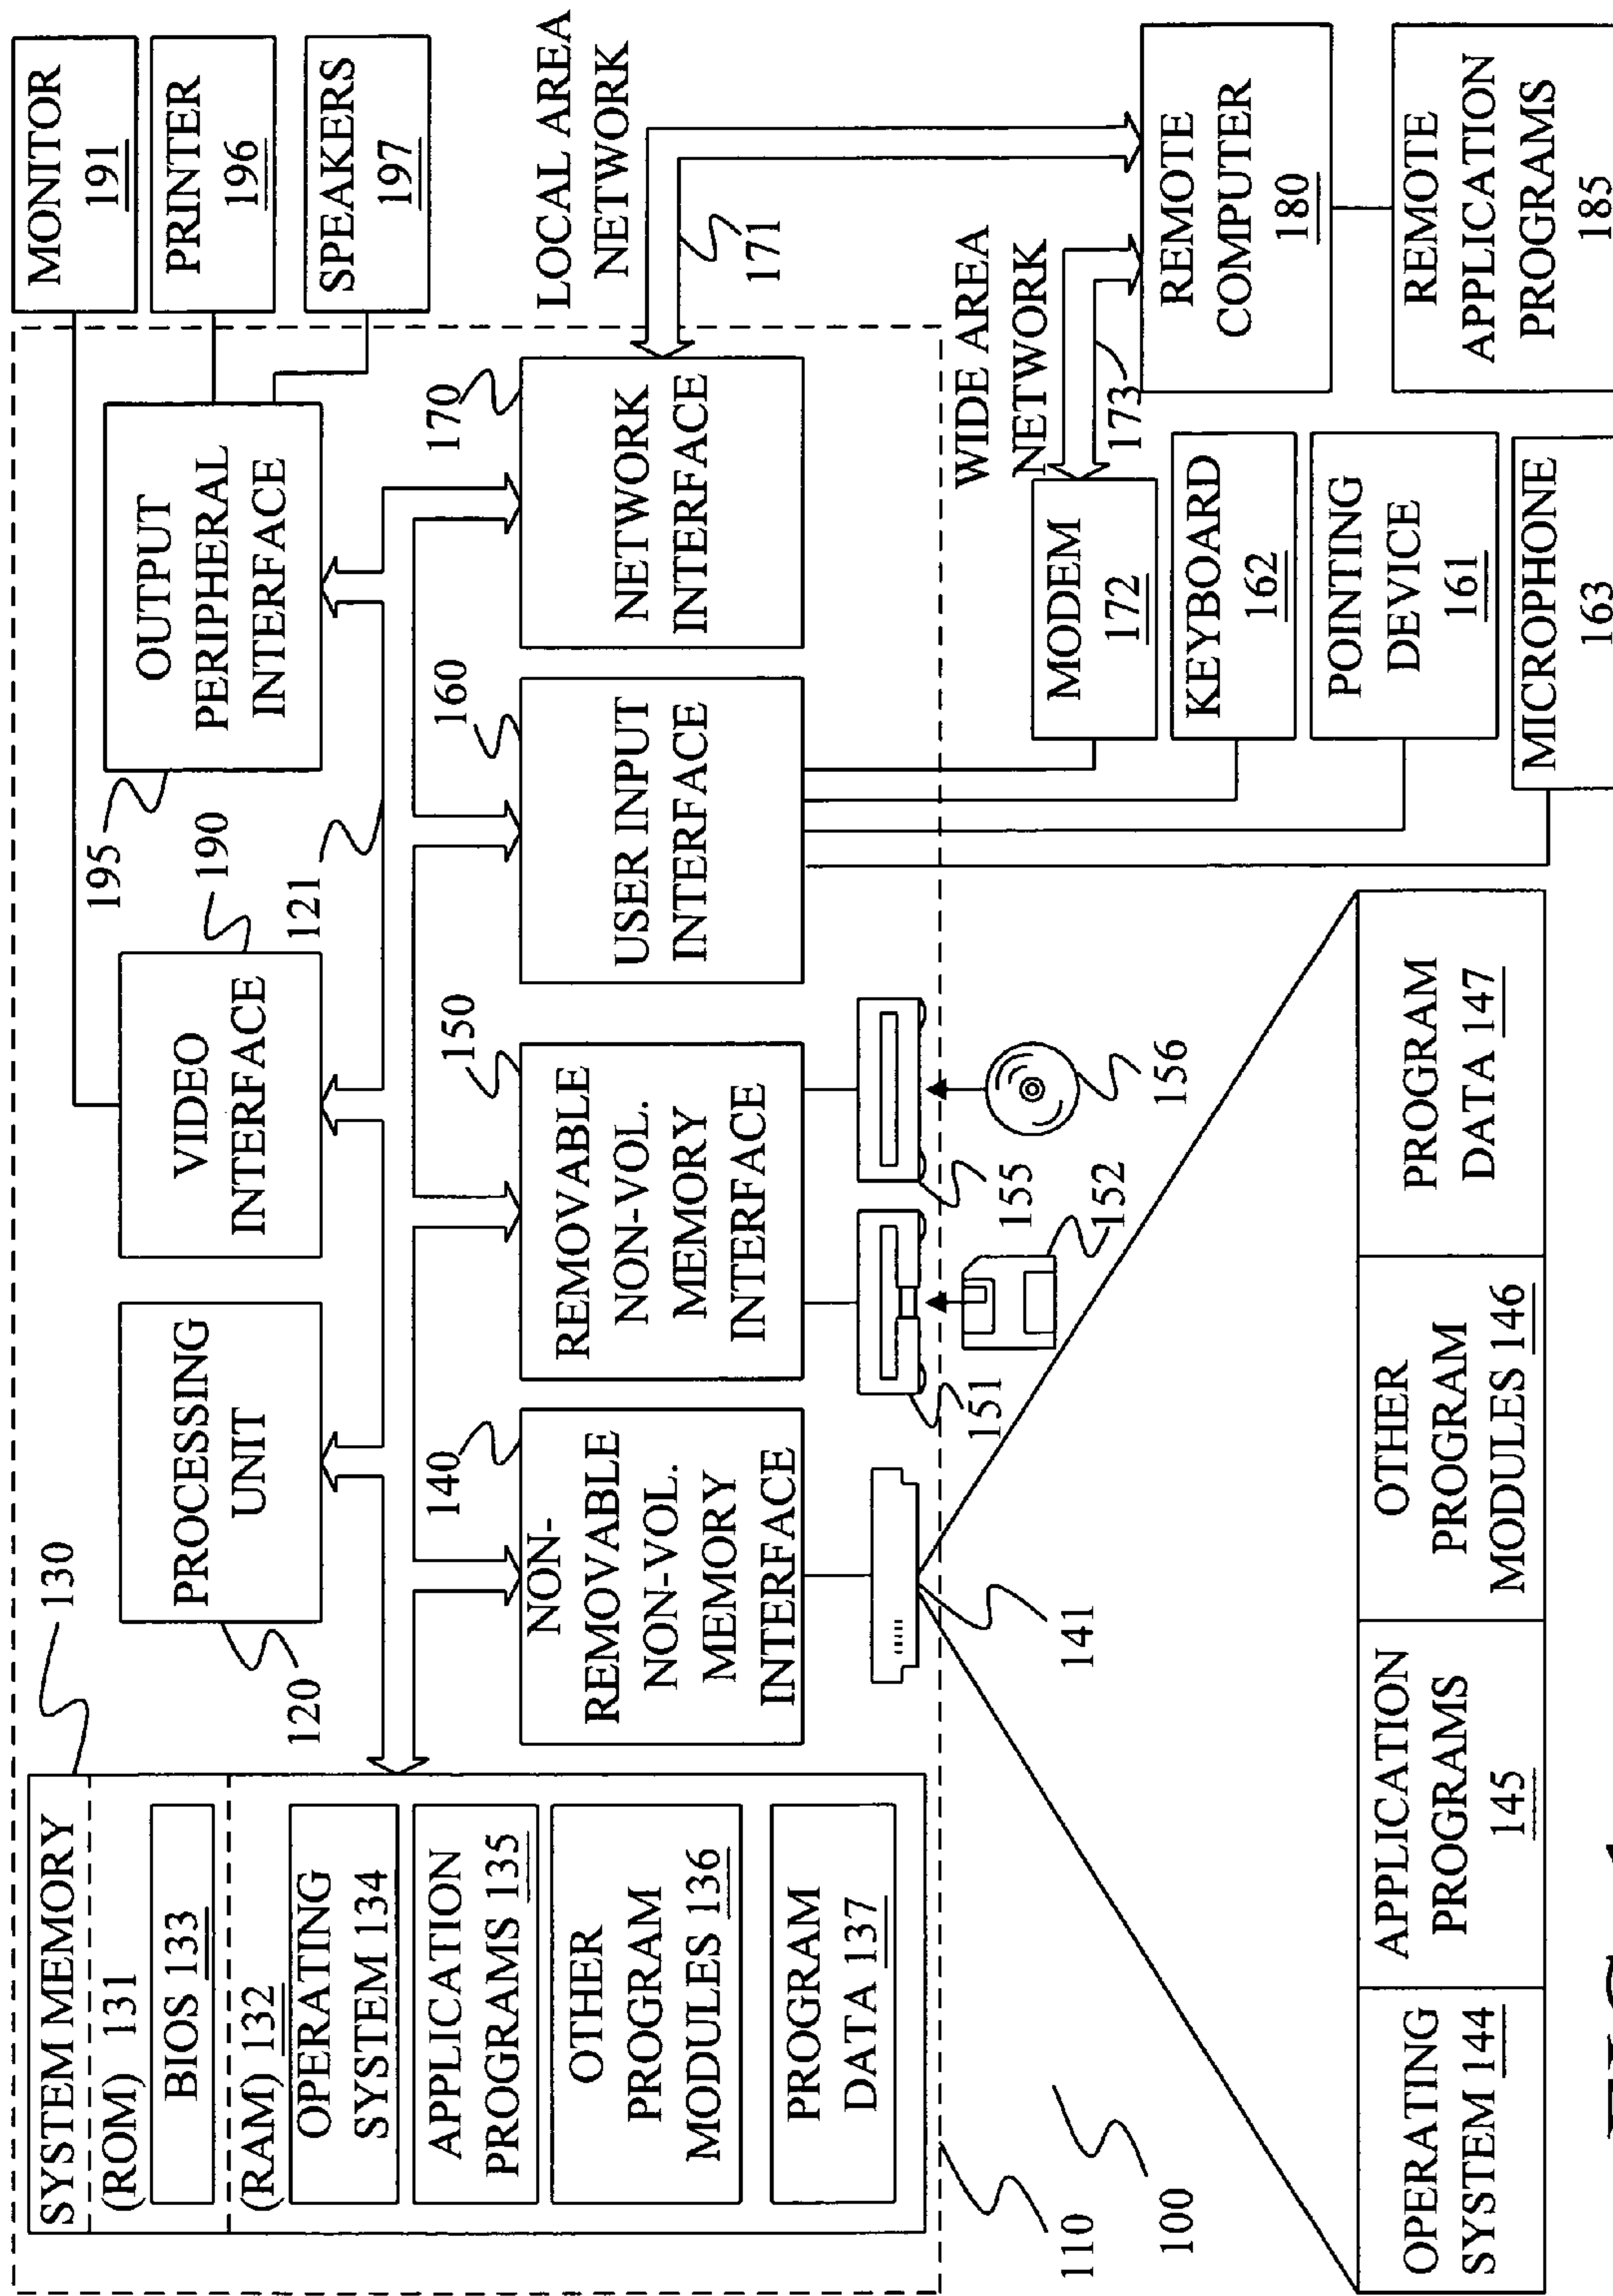 SYSTEM MEMORY
(ROM) 131
BIOS 133
(RAM) 132
OPERATING
SYSTEM 134
APPLICATION
PROGRAMS 135
OTHER
PROGRAM
MODULES 136
PROGRAM
DATA 137
130
PROCESSING
UNIT
120
VIDEO
INTERFACE
190
OUTPUT
PERIPHERAL
INTERFACE
195
121
MONITOR
191
PRINTER
196
SPEAKERS
197
140
NON-
REMOVABLE
NON-VOL.
MEMORY
INTERFACE
150
REMOVABLE
NON-VOL.
MEMORY
INTERFACE
160
USER INPUT
INTERFACE
170
NETWORK
INTERFACE
LOCAL AREA
NETWORK
171
141
151
152
155
156
WIDE AREA
NETWORK
173
MODEM
172
KEYBOARD
162
POINTING
DEVICE
161
MICROPHONE
163
REMOTE
COMPUTER
180
REMOTE
APPLICATION
PROGRAMS
185
110
100
OPERATING
SYSTEM 144
APPLICATION
PROGRAMS
145
OTHER
PROGRAM
MODULES 146
PROGRAM
DATA 147